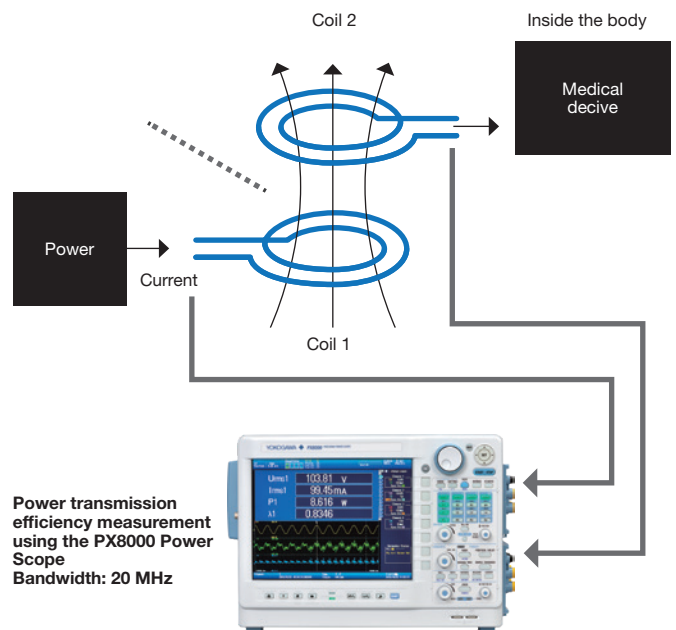 Coil 2
Inside the body
Medical
decive
Power
Current
Coil 1
YOKOGAWA
PX8000
Urms1 103.81 V
Irms1 99.45 mA
P1 8.616 W
λ1 0.8346
Power transmission
efficiency measurement
using the PX8000 Power
Scope
Bandwidth: 20 MHz